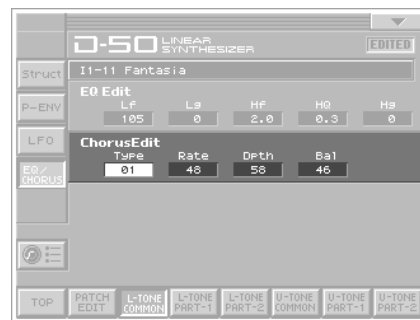 D-50 LINEAR SYNTHESIZER EDITED
Struct
I1-11 Fantasia
EQ Edit
P-ENV
Lf Lg Hf HQ Hg
105 0 2.0 0.3 0
LFO
ChorusEdit
Type Rate Dpth Bal
01 48 58 46
EQ/
CHORUS
TOP
PATCH EDIT
L-TONE COMMON
L-TONE PART-1
L-TONE PART-2
U-TONE COMMON
U-TONE PART-1
U-TONE PART-2